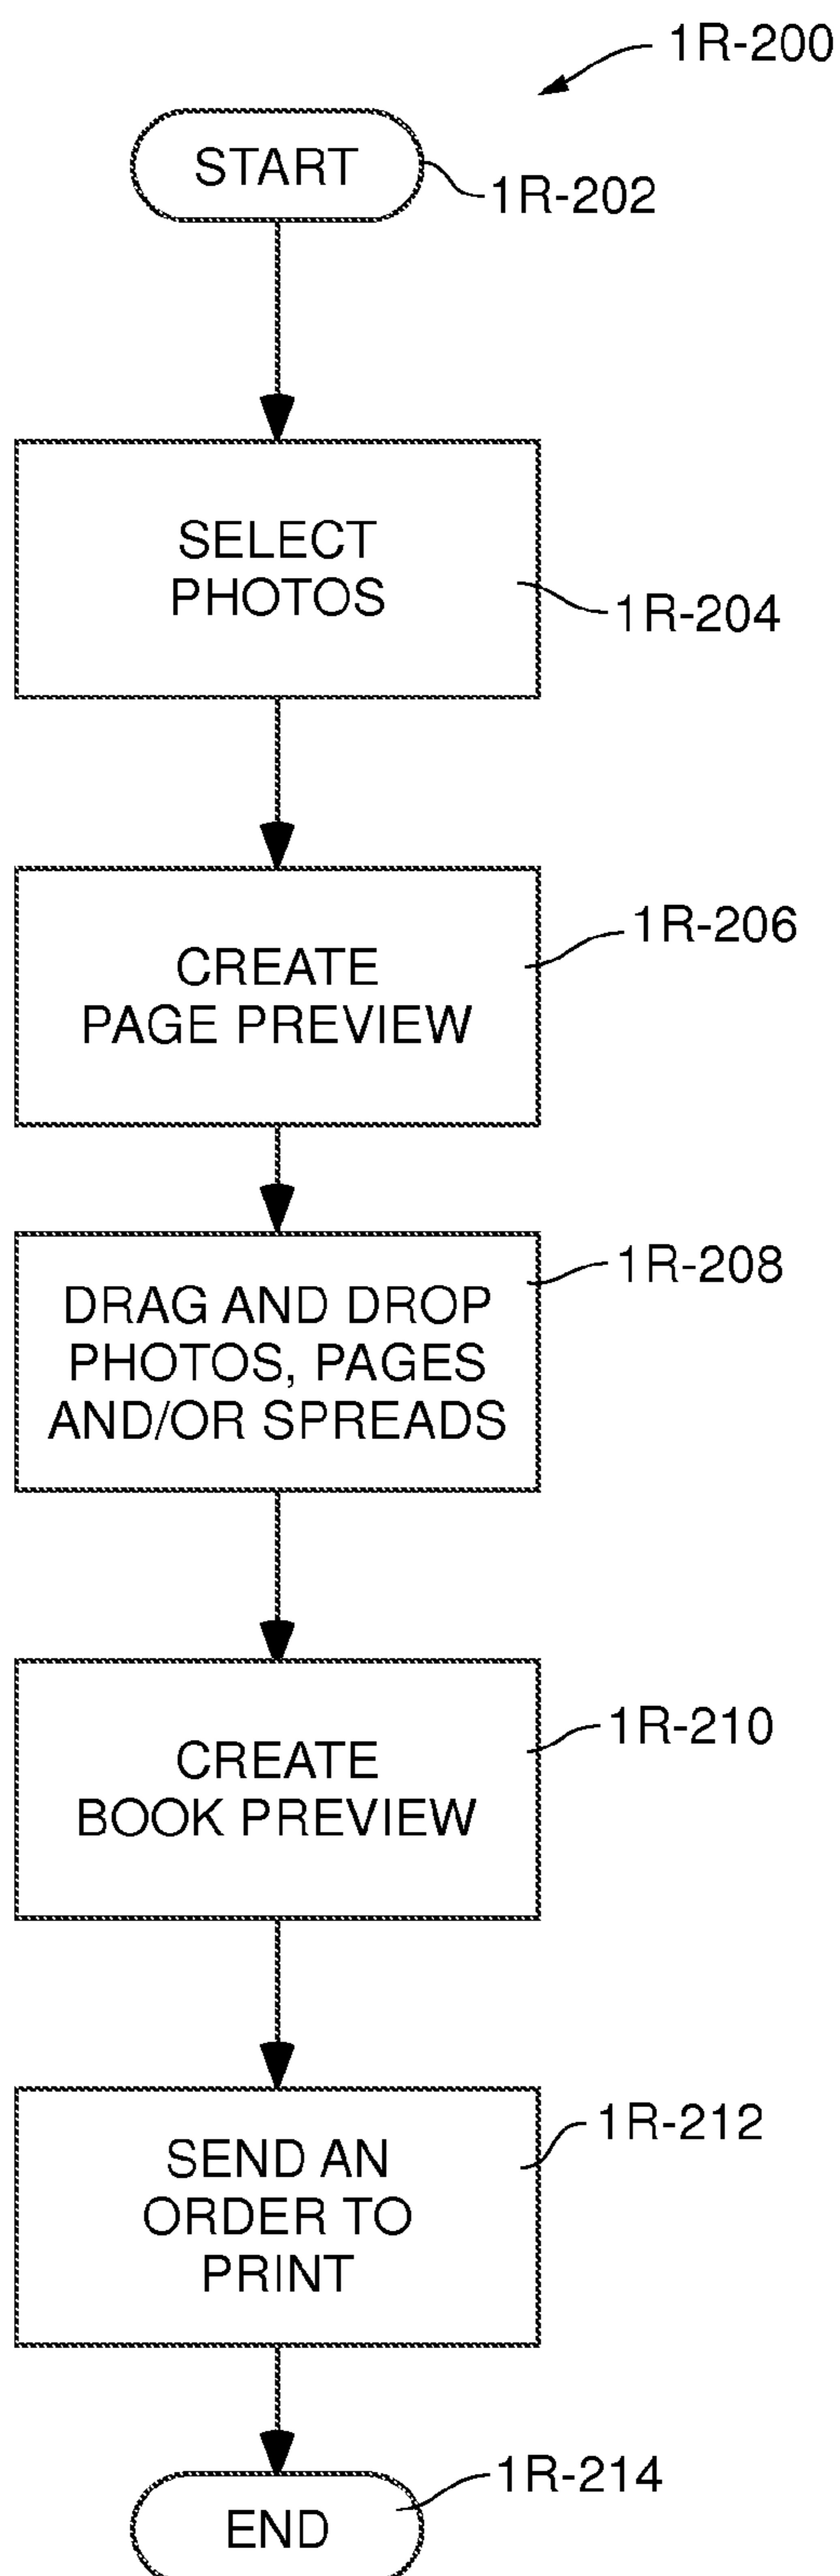 1R-200
START
1R-202
SELECT
PHOTOS
1R-204
1R-206
CREATE
PAGE PREVIEW
1R-208
DRAG AND DROP
PHOTOS, PAGES
AND/OR SPREADS
1R-210
CREATE
BOOK PREVIEW
1R-212
SEND AN
ORDER TO
PRINT
1R-214
END